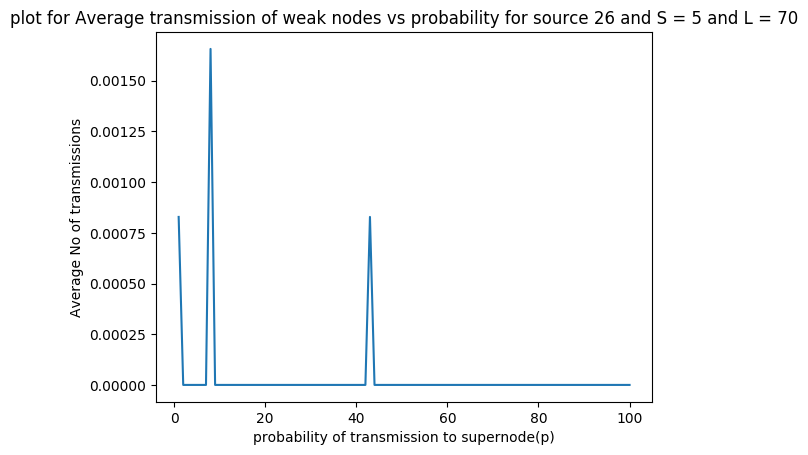 plot for Average transmission of weak nodes vs probability for source 26 and S = 5 and L = 70
Average No of transmissions
0.00150
0.00125
0.00100
0.00075
0.00050
0.00025
0.00000
0 20 40 60 80 100
probability of transmission to supernode(p)